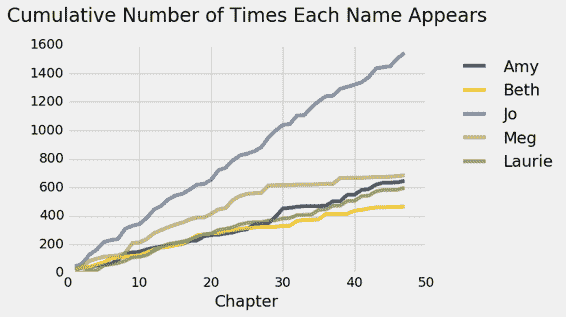 Cumulative Number of Times Each Name Appears
1600
1400
1200
1000
800
600
400
200
0
0 10 20 30 40 50
Chapter
Amy
Beth
Jo
Meg
Laurie